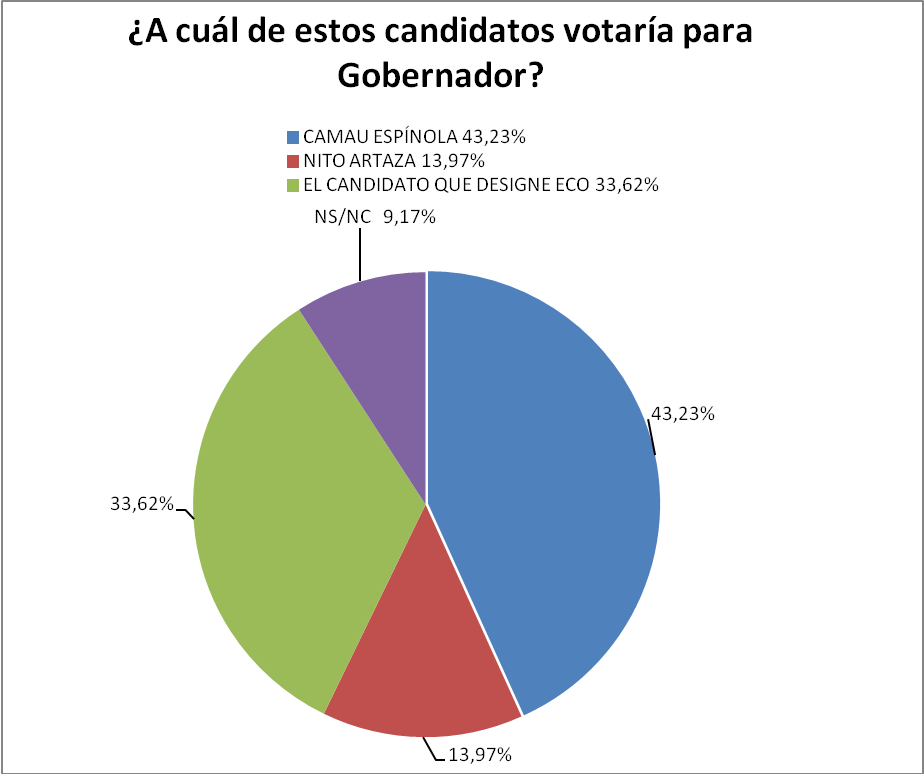 ¿A cuál de estos candidatos votaría para
Gobernador?
CAMAU ESPÍNOLA 43,23%
NITO ARTAZA 13,97%
EL CANDIDATO QUE DESIGNE ECO 33,62%
NS/NC 9,17%
43,23%
33,62%
13,97%